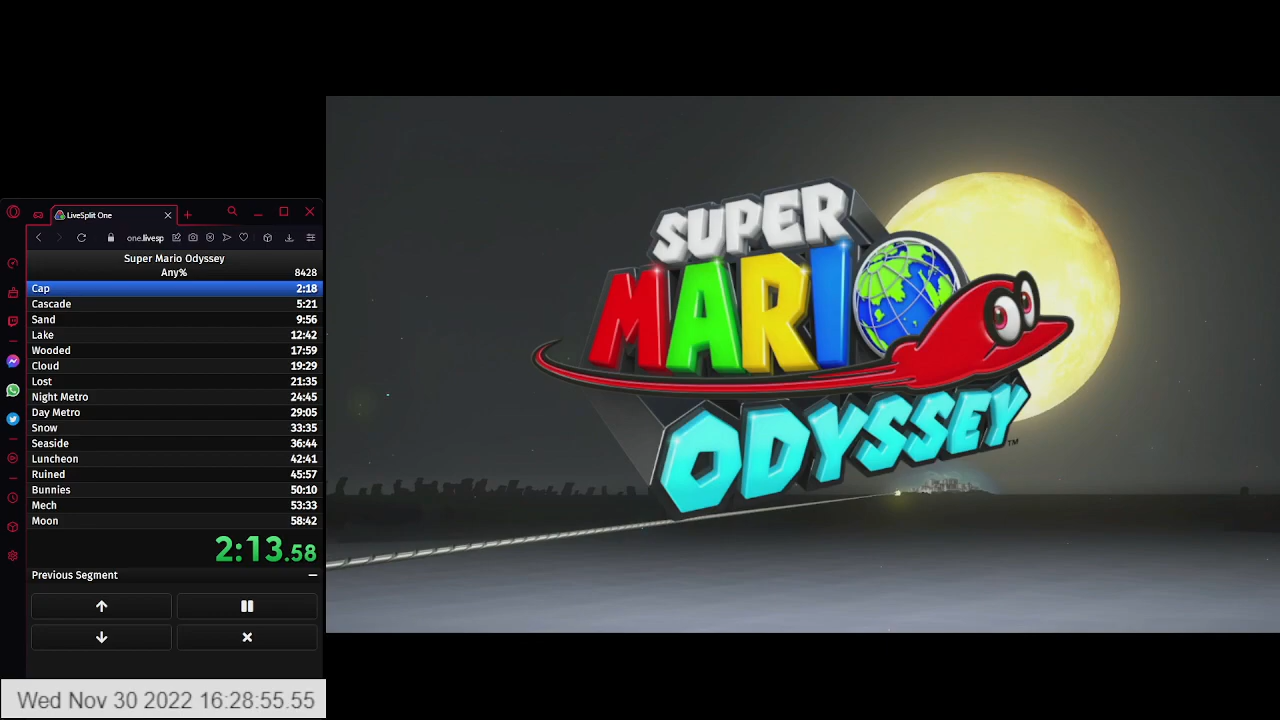 LiveSplit One
one.livesp
Super Mario Odyssey
Any% 8428
Cap 2:18
Cascade 5:21
Sand 9:56
Lake 12:42
Wooded 17:59
Cloud 19:29
Lost 21:35
Night Metro 24:45
Day Metro 29:05
Snow 33:35
Seaside 36:44
Luncheon 42:41
Ruined 45:57
Bunnies 50:10
Mech 53:33
Moon 58:42
2:13.58
Previous Segment —
Wed Nov 30 2022 16:28:55.55
SUPER
MARIO
ODYSSEY™